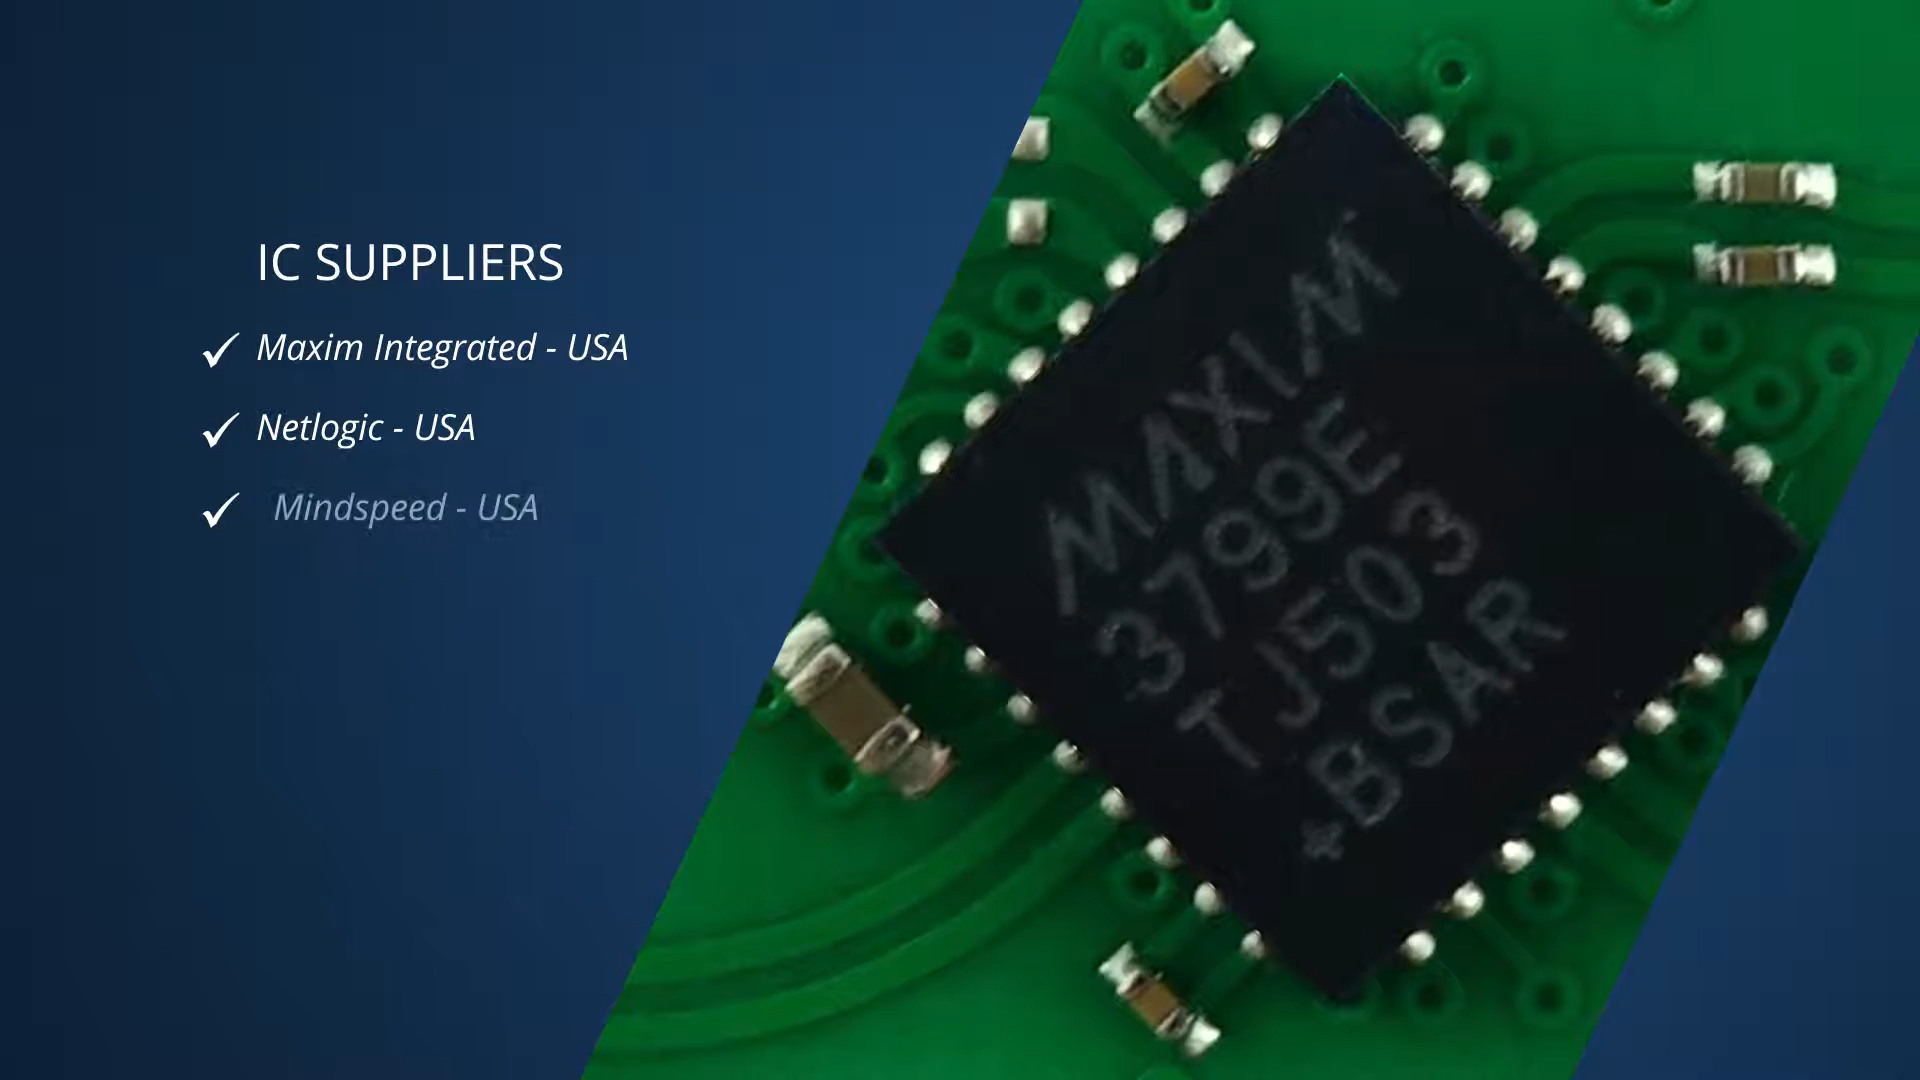 IC SUPPLIERS
Maxim Integrated - USA
Netlogic - USA
Mindspeed - USA
MAXIM
3799E
TJ503
+BSAR